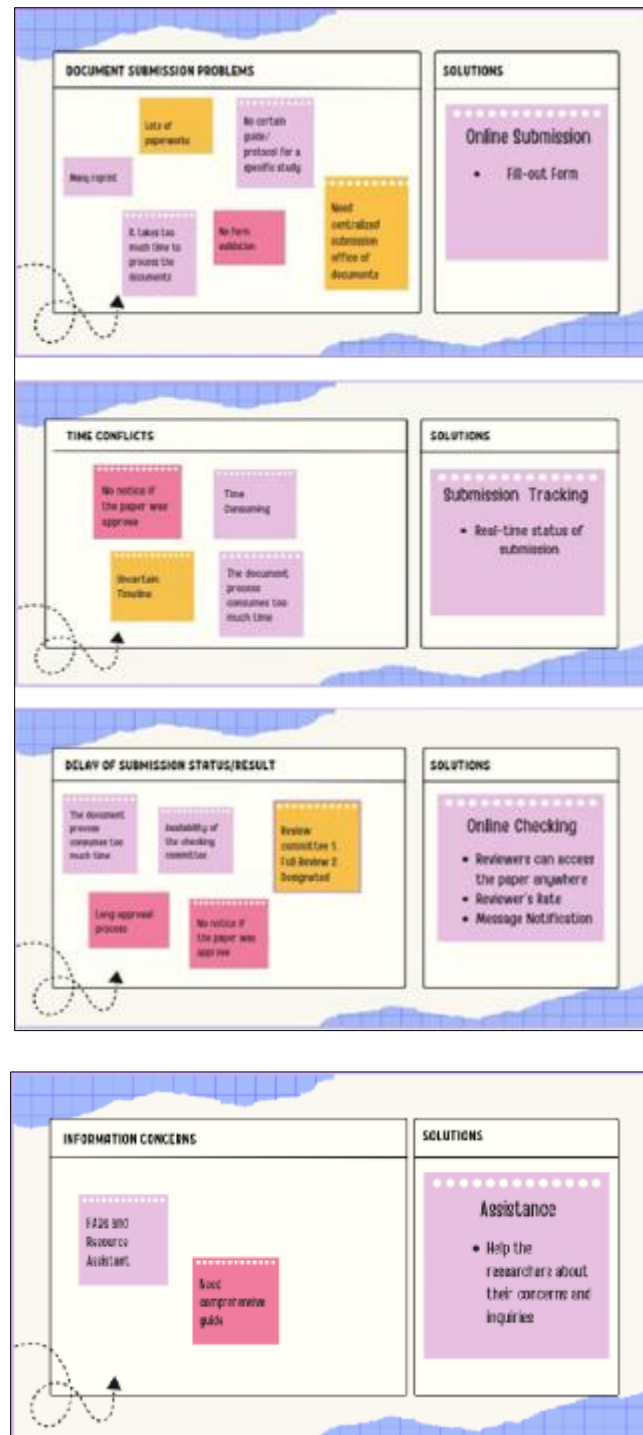 DOCUMENT SUBMISSION PROBLEMS
Lots of
paperworks
No certain
guide/
protocol for a
specific study
Many reprint
It takes too
much time to
process the
documents
No form
validation
Need
centralized
submission
office of
documents
SOLUTIONS
Online Submission
• Fill-out Form
TIME CONFLICTS
No notice if
the paper was
approve
Time
Consuming
Uncertain
Timeline
The document
process
consumes too
much time
SOLUTIONS
Submission Tracking
• Real-time status of
submission
DELAY OF SUBMISSION STATUS/RESULT
The document
process
consumes too
much time
Availability of
the checking
committee
Review
committee 1.
Full Review 2.
Designated
Long approval
process
No notice if
the paper was
approve
SOLUTIONS
Online Checking
• Reviewers can access
the paper anywhere
• Reviewer's Rate
• Message Notification
INFORMATION CONCERNS
FAQs and
Resource
Assistant
Need
comprehensive
guide
SOLUTIONS
Assistance
• Help the
researchers about
their concerns and
inquiries